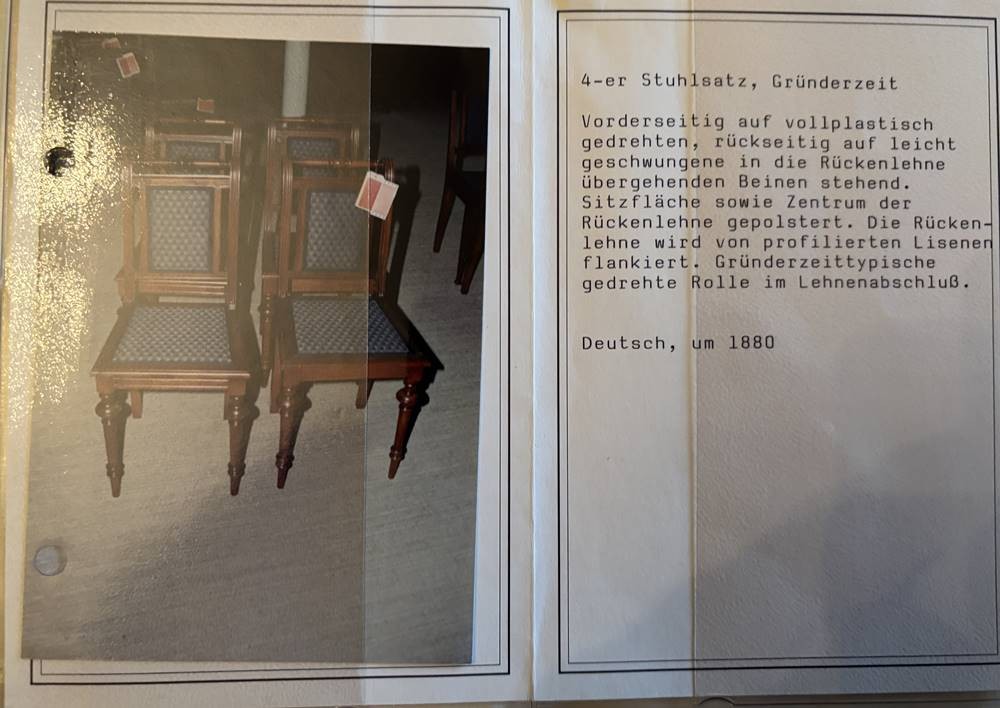 4-er Stuhlsatz, Gründerzeit
Vorderseitig auf vollplastisch
gedrehten, rückseitig auf leicht
geschwungene in die Rückenlehne
übergehenden Beinen stehend.
Sitzfläche sowie Zentrum der
Rückenlehne gepolstert. Die Rücken-
lehne wird von profilierten Lisenen
flankiert. Gründerzeittypische
gedrehte Rolle im Lehnenabschluß.
Deutsch, um 1880